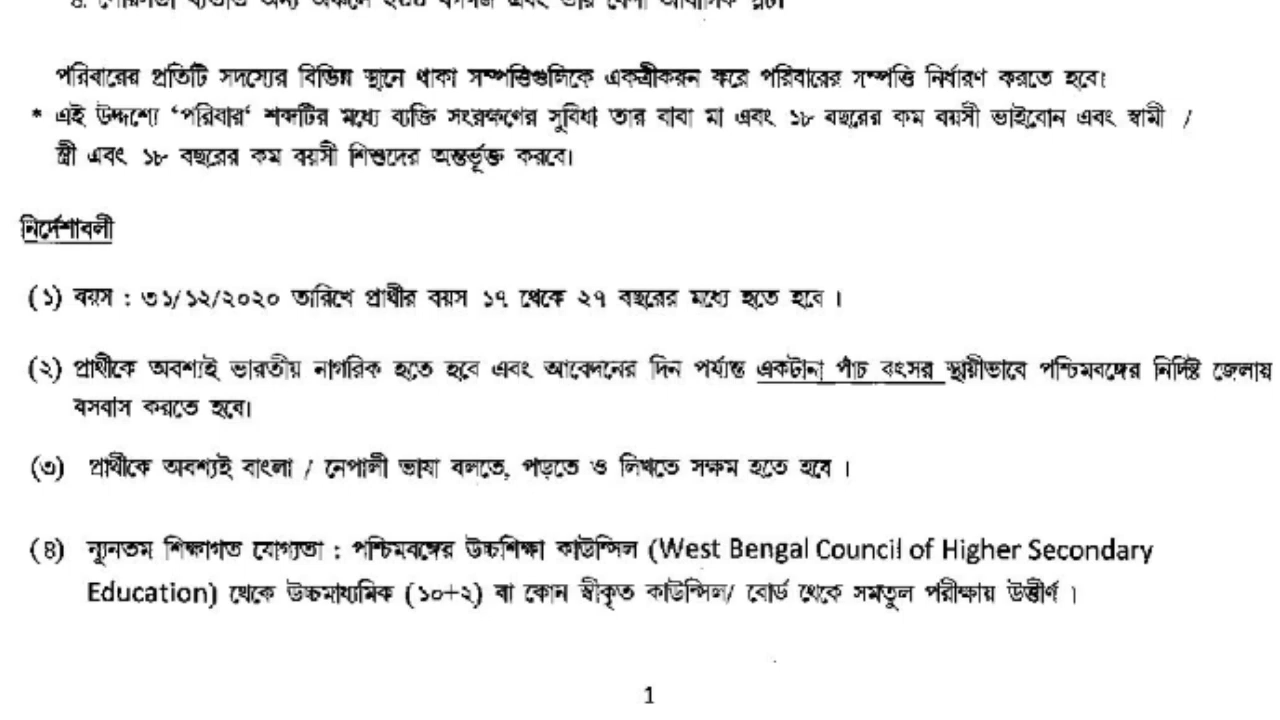 পরিবারের প্রতিটি সদস্যের বিভিন্ন স্থানে থাকা সম্পত্তিগুলিকে একত্রীকরন করে পরিবারের সম্পত্তি নির্ধারণ করতে হবে।
* এই উদ্দশ্যে ‘পরিবার‘ শব্দটির মধ্যে ব্যক্তি সংরক্ষণের সুবিধা তার বাবা মা এবং ১৮ বছরের কম বয়সী ভাইবোন এবং স্বামী /
স্ত্রী এবং ১৮ বছরের কম বয়সী শিশুদের অন্তর্ভূক্ত করবে।
নির্দেশাবলী
(১) বয়স : ৩১/১২/২০২০ তারিখে প্রার্থীর বয়স ১৭ থেকে ২৭ বছরের মধ্যে হতে হবে ।
(২) প্রার্থীকে অবশ্যই ভারতীয় নাগরিক হতে হবে এবং আবেদনের দিন পর্যন্ত একটানা পাঁচ বৎসর স্থায়ীভাবে পশ্চিমবঙ্গের নির্দিষ্ট জেলায়
বসবাস করতে হবে।
(৩) প্রার্থীকে অবশ্যই বাংলা / নেপালী ভাষা বলতে, পড়তে ও লিখতে সক্ষম হতে হবে ।
(৪) ন্যূনতম শিক্ষাগত যোগ্যতা : পশ্চিমবঙ্গের উচ্চশিক্ষা কাউন্সিল (West Bengal Council of Higher Secondary
Education) থেকে উচ্চমাধ্যমিক (১০+২) বা কোন স্বীকৃত কাউন্সিল/ বোর্ড থেকে সমতুল পরীক্ষায় উত্তীর্ণ ।
1